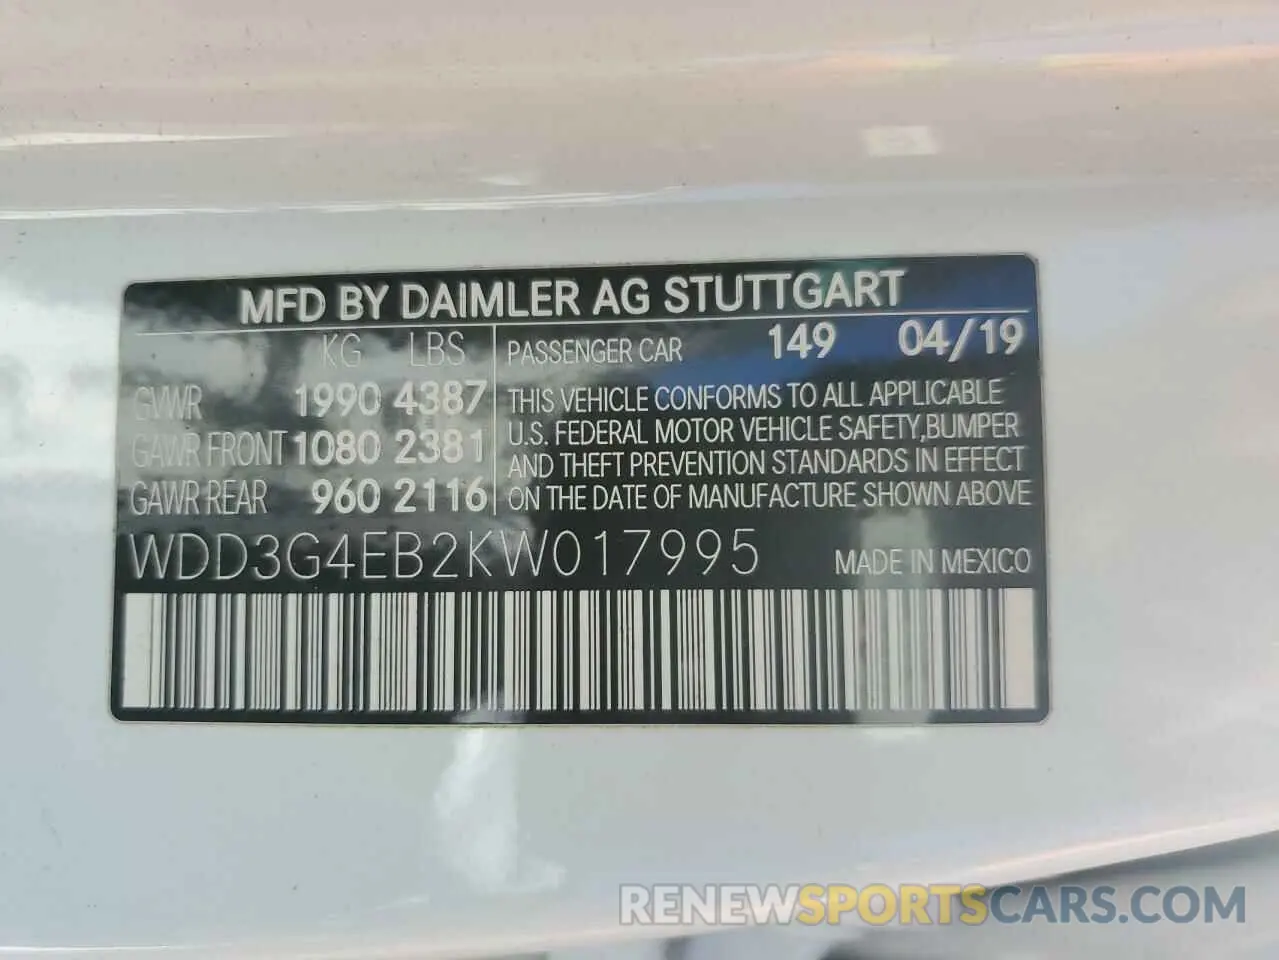 MFD BY DAIMLER AG STUTTGART
KG LBS PASSENGER CAR 149 04/19
GVWR 1990 4387 THIS VEHICLE CONFORMS TO ALL APPLICABLE
GAWR FRONT 1080 2381 U.S. FEDERAL MOTOR VEHICLE SAFETY, BUMPER
AND THEFT PREVENTION STANDARDS IN EFFECT
GAWR REAR 960 2116 ON THE DATE OF MANUFACTURE SHOWN ABOVE
WDD3G4EB2KW017995 MADE IN MEXICO
RENEWSPORTSCARS.COM